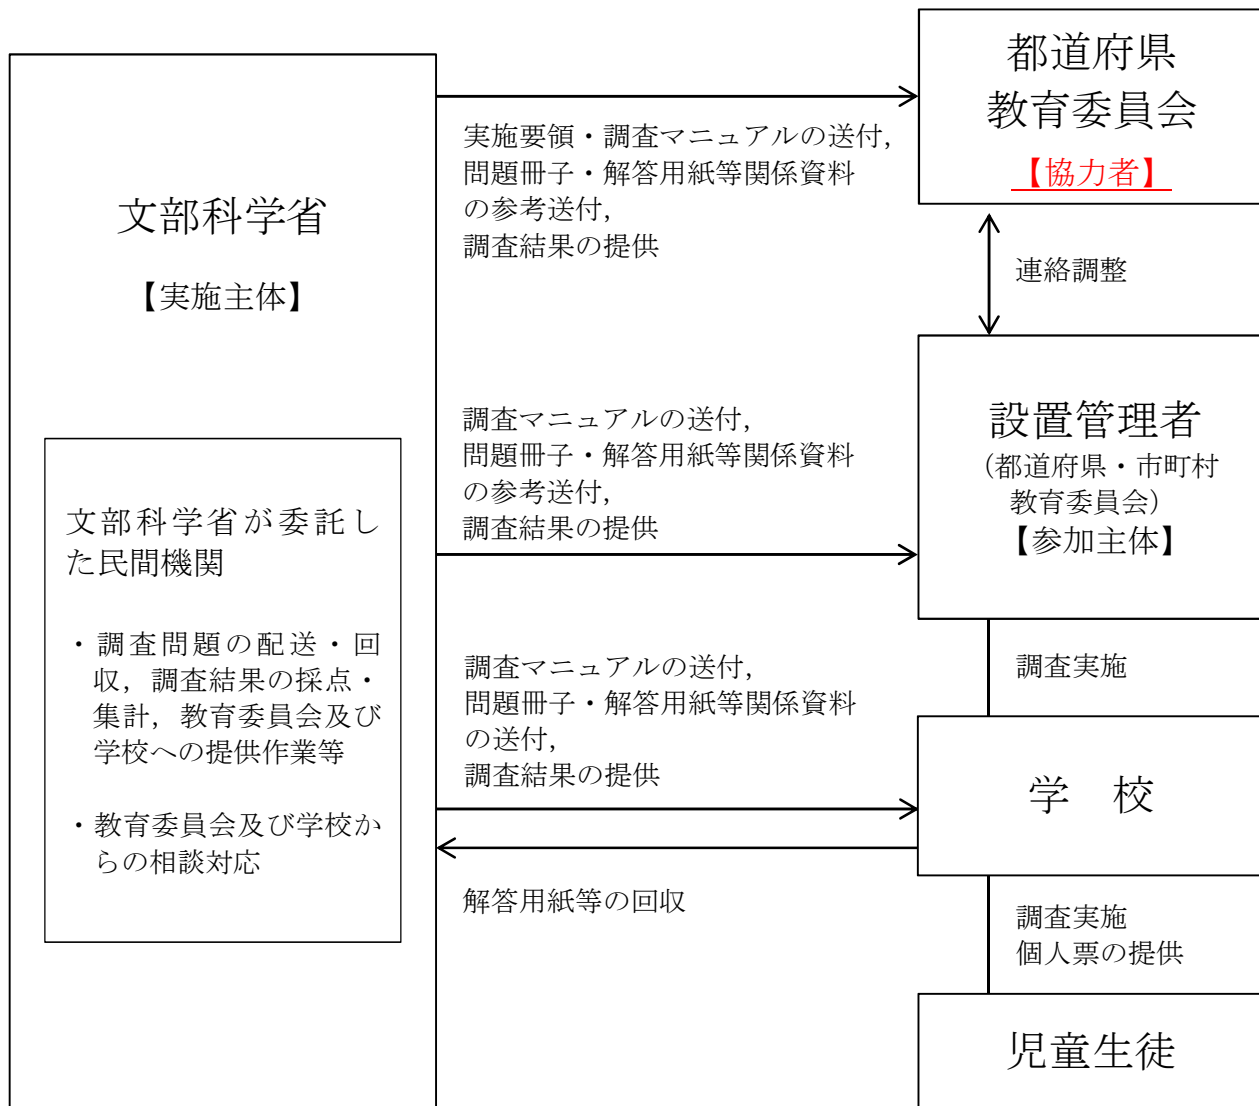 文部科学省
【実施主体】
文部科学省が委託し
た民間機関
・調査問題の配送・回
収，調査結果の採点・
集計，教育委員会及び
学校への提供作業等
・教育委員会及び学校か
らの相談対応
実施要領・調査マニュアルの送付，
問題冊子・解答用紙等関係資料
の参考送付，
調査結果の提供
調査マニュアルの送付，
問題冊子・解答用紙等関係資料
の参考送付，
調査結果の提供
調査マニュアルの送付，
問題冊子・解答用紙等関係資料
の送付，
調査結果の提供
解答用紙等の回収
都道府県
教育委員会
【協力者】
連絡調整
設置管理者
（都道府県・市町村
教育委員会）
【参加主体】
調査実施
学　校
調査実施
個人票の提供
児童生徒